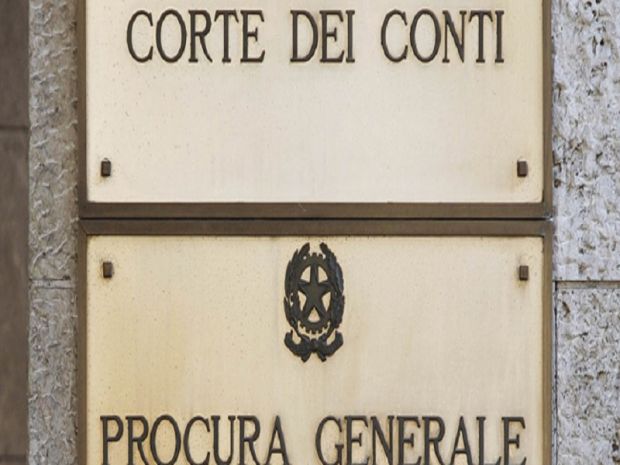 CORTE DEI CONTI
PROCURA GENERALE